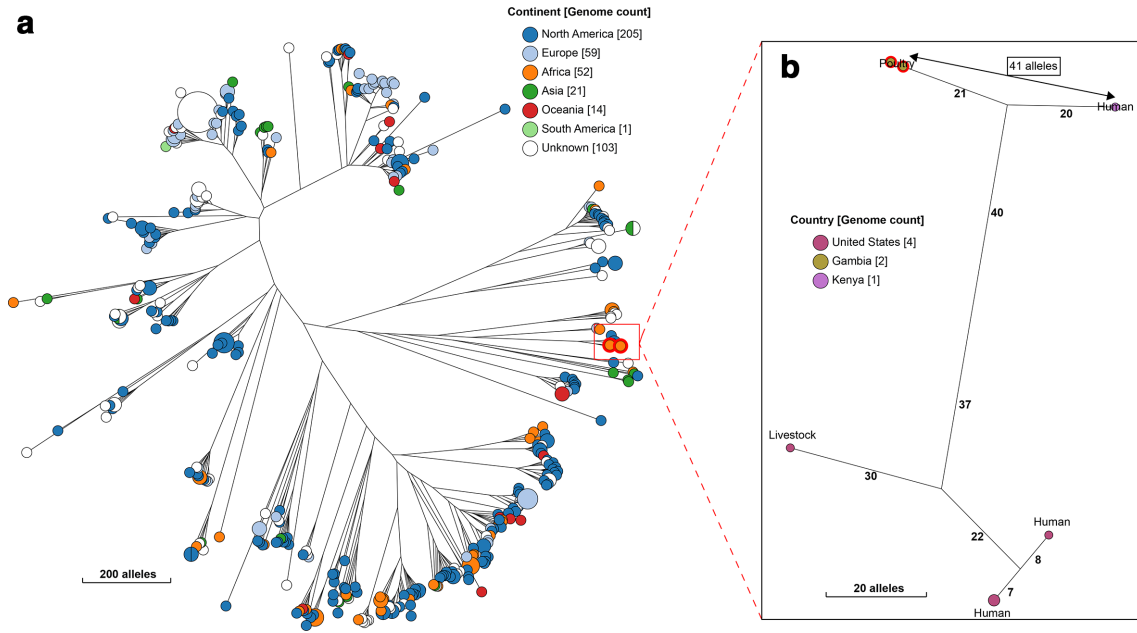 a
Continent [Genome count]
North America [205]
Europe [59]
Africa [52]
Asia [21]
Oceania [14]
South America [1]
Unknown [103]
200 alleles
b
Poultry
41 alleles
21
20
Human
40
Country [Genome count]
United States [4]
Gambia [2]
Kenya [1]
37
Livestock
30
Human
22
8
7
20 alleles
Human